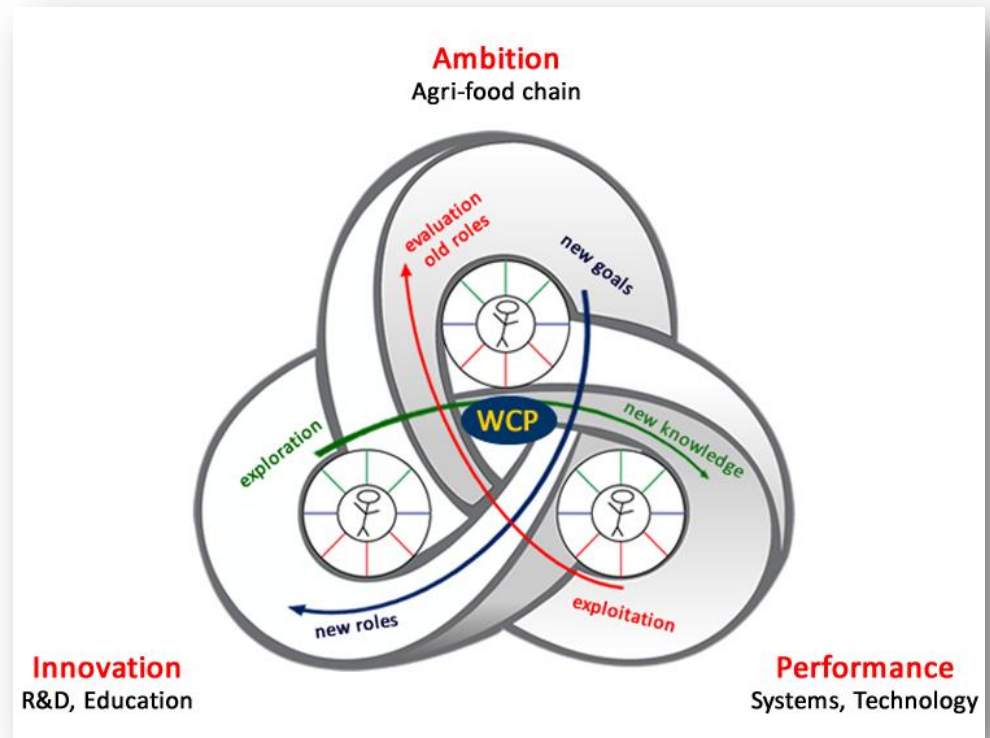 Ambition
Agri-food chain
evaluation
old roles
new goals
WCP
exploration
new knowledge
new roles
exploitation
Innovation
R&D, Education
Performance
Systems, Technology